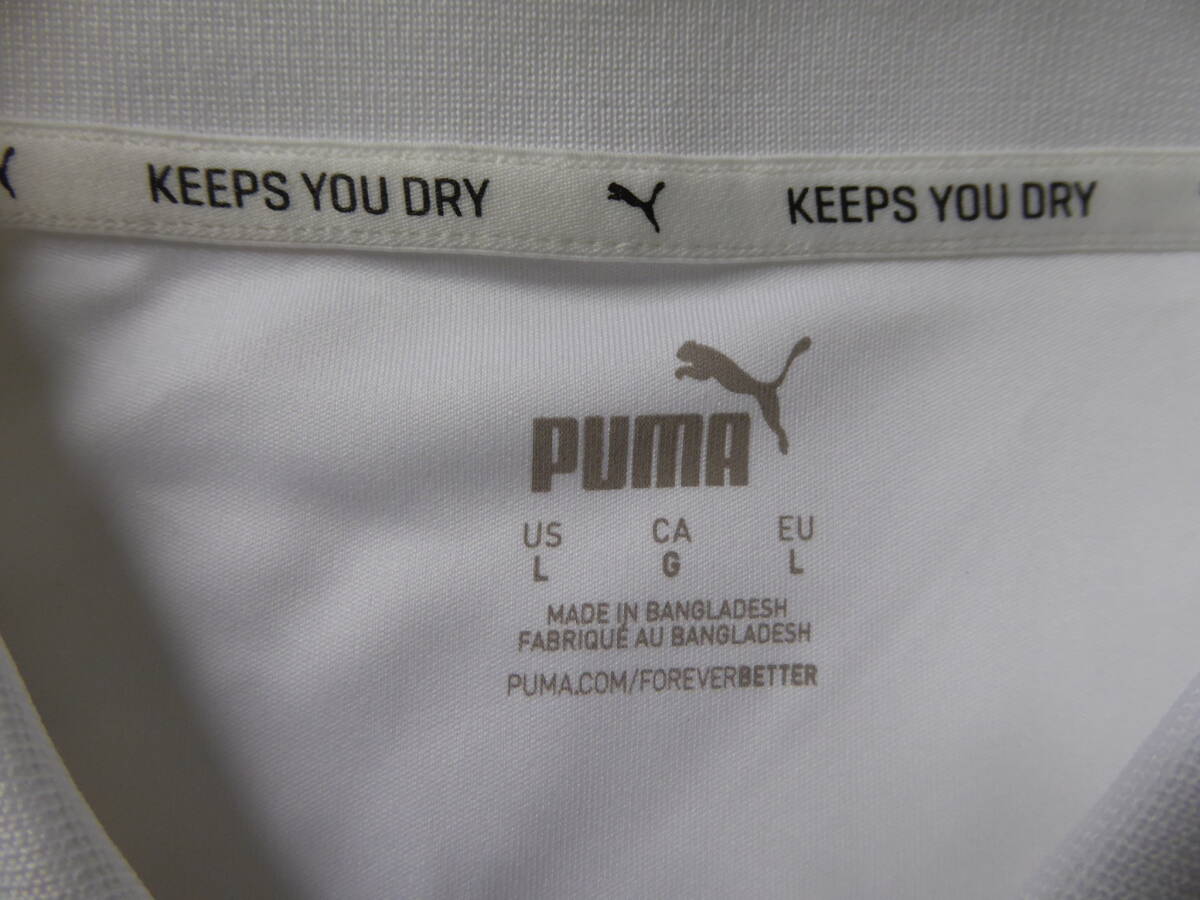 KEEPS YOU DRY KEEPS YOU DRY
PUMA
US CA EU
L G L
MADE IN BANGLADESH
FABRIQUÉ AU BANGLADESH
PUMA.COM/FOREVERBETTER